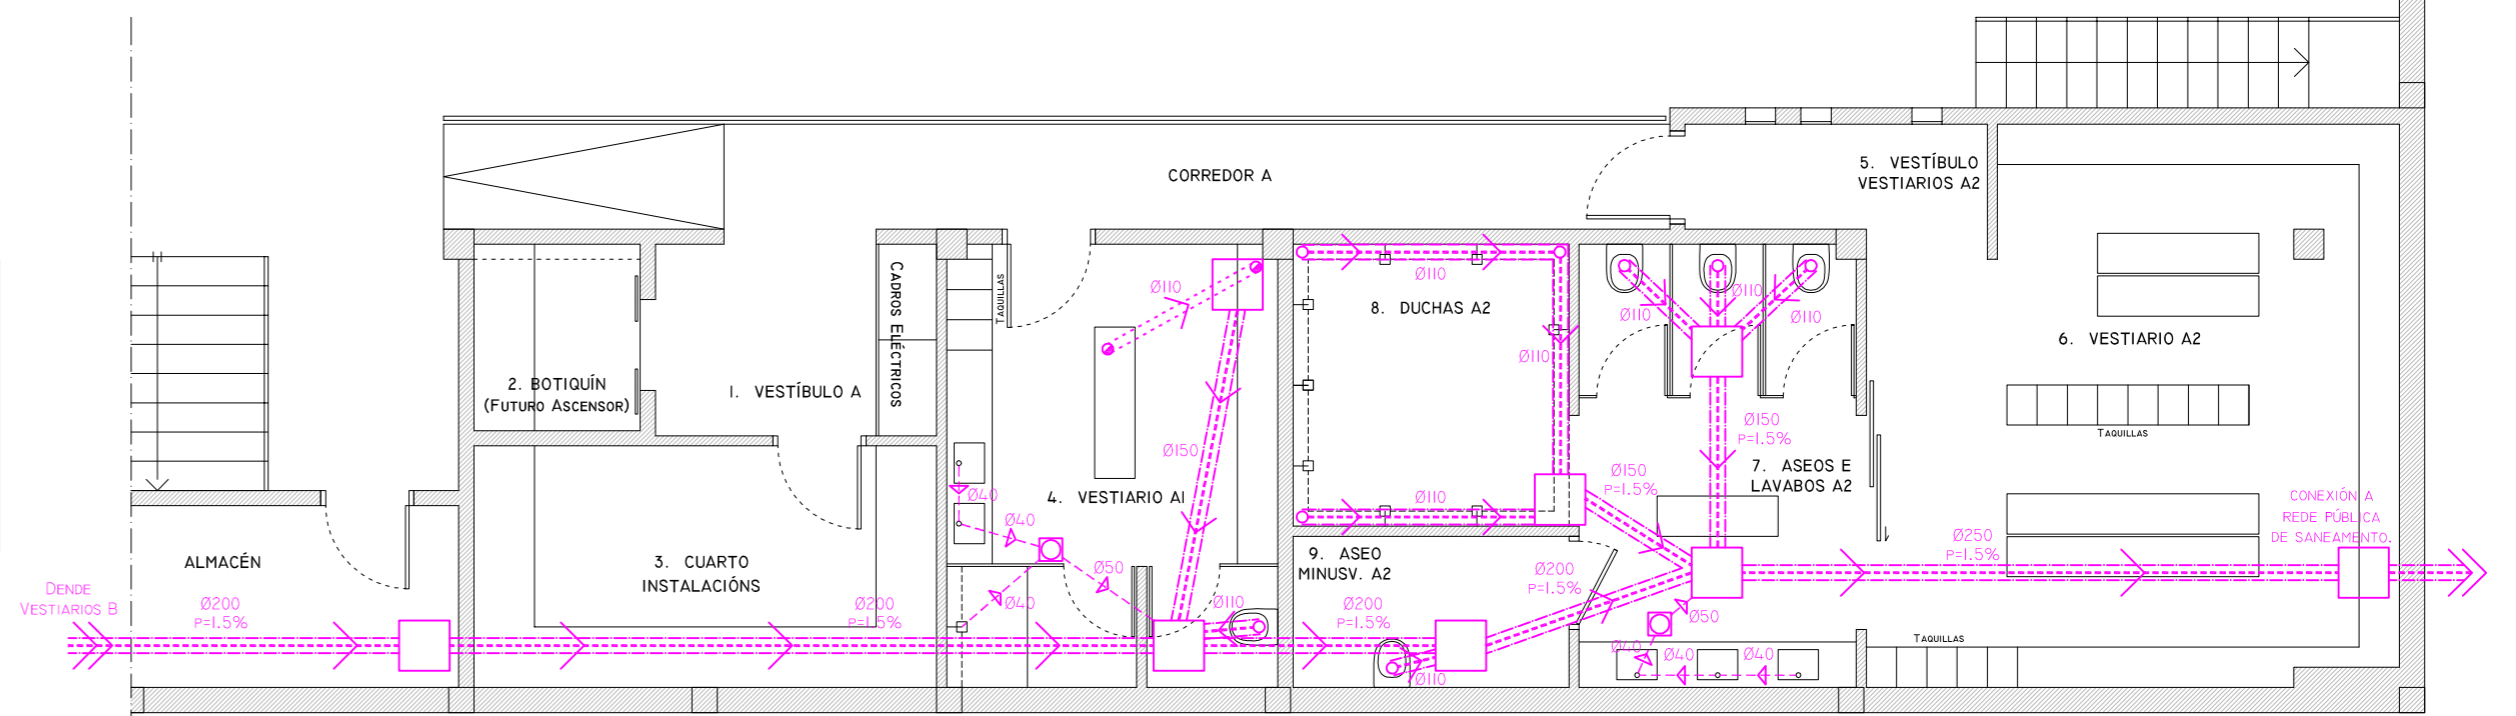 CORREDOR A
5. VESTÍBULO
VESTIARIOS A2
CADROS ELÉCTRICOS
TAQUILLAS
Ø110
8. DUCHAS A2
Ø110
Ø110
Ø110
Ø110
Ø110
6. VESTIARIO A2
2. BOTIQUÍN
(FUTURO ASCENSOR)
1. VESTÍBULO A
TAQUILLAS
Ø150
P=1.5%
Ø150
Ø150
P=1.5%
7. ASEOS E
LAVABOS A2
4. VESTIARIO A1
Ø40
Ø40
Ø110
CONEXIÓN A
REDE PÚBLICA
DE SANEAMENTO.
ALMACÉN
3. CUARTO
INSTALACIÓNS
9. ASEO
MINUSV. A2
Ø250
P=1.5%
Ø50
Ø200
P=1.5%
DENDE
VESTIARIOS B
Ø200
P=1.5%
Ø200
P=1.5%
Ø40
Ø110
Ø200
P=1.5%
Ø50
TAQUILLAS
Ø40
Ø40
Ø40
Ø110